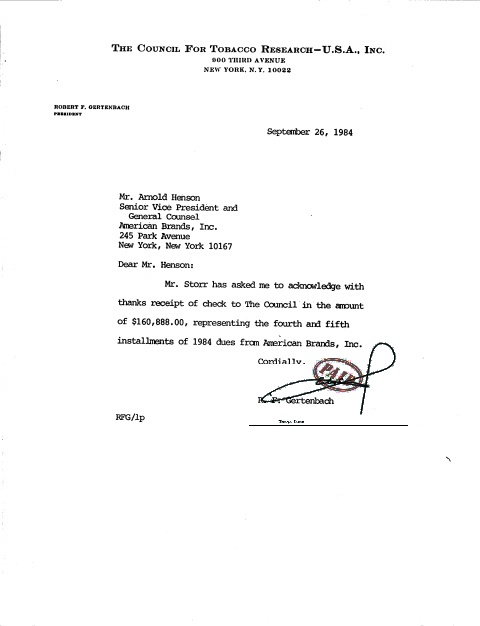 THE COUNCIL FOR TOBACCO RESEARCH—U.S.A., INC.
900 THIRD AVENUE
NEW YORK, N. Y. 10022
ROBERT F. GERTENBACH
PRESIDENT
September 26, 1984
Mr. Arnold Henson
Senior Vice President and
General Counsel
American Brands, Inc.
245 Park Avenue
New York, New York 10167
Dear Mr. Henson:
Mr. Storr has asked me to acknowledge with
thanks receipt of check to The Council in the amount
of $160,888.00, representing the fourth and fifth
installments of 1984 dues from American Brands, Inc.
Cordially,
PAID
R. F. Gertenbach
RFG/lp